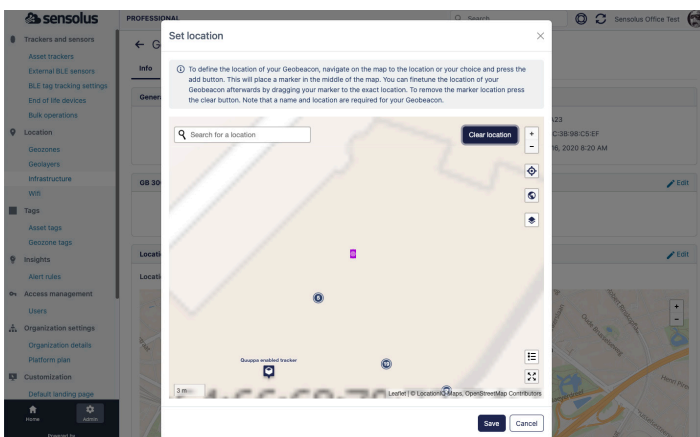 sensolus
PROFESSIONAL
Search
Sensolus Office Test
Trackers and sensors
Asset trackers
External BLE sensors
BLE tag tracking settings
End of life devices
Bulk operations
Location
Geozones
Geolayers
Infrastructure
Wifi
Tags
Asset tags
Geozone tags
Insights
Alert rules
Access management
Users
Organization settings
Organization details
Platform plan
Customization
Default landing page
Home
Admin
Powered by
Info
GB 30
Edit
Edit
Set location
To define the location of your Geobeacon, navigate on the map to the location or your choice and press the
add button. This will place a marker in the middle of the map. You can finetune the location of your
Geobeacon afterwards by dragging your marker to the exact location. To remove the marker location press
the clear button. Note that a name and location are required for your Geobeacon.
Search for a location
Clear location
+
−
Quuppa enabled tracker
3 m
Leaflet | © LocationIQ Maps, OpenStreetMap Contributors
Save
Cancel
C:3B:98:C5:EF
2020 8:20 AM
+
−